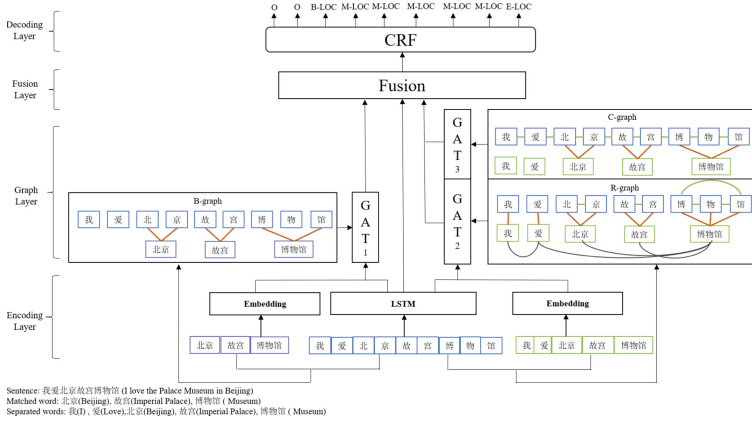 O O B-LOC M-LOC M-LOC M-LOC M-LOC M-LOC E-LOC
Decoding Layer
CRF
Fusion Layer
Fusion
Graph Layer
GAT3
C-graph
我 爱 北 京 故 宫 博 物 馆
我 爱 北京 故宫 博物馆
GAT2
R-graph
我 爱 北 京 故 宫 博 物 馆
我 爱 北京 故宫 博物馆
B-graph
我 爱 北 京 故 宫 博 物 馆
北京 故宫 博物馆
GAT1
Encoding Layer
Embedding
LSTM
Embedding
北京 故宫 博物馆
我 爱 北 京 故 宫 博 物 馆
我 爱 北京 故宫 博物馆
Sentence: 我爱北京故宫博物馆 (I love the Palace Museum in Beijing)
Matched word: 北京(Beijing), 故宫(Imperial Palace), 博物馆 ( Museum)
Separated words: 我(I) , 爱(Love),北京(Beijing), 故宫(Imperial Palace), 博物馆 ( Museum)